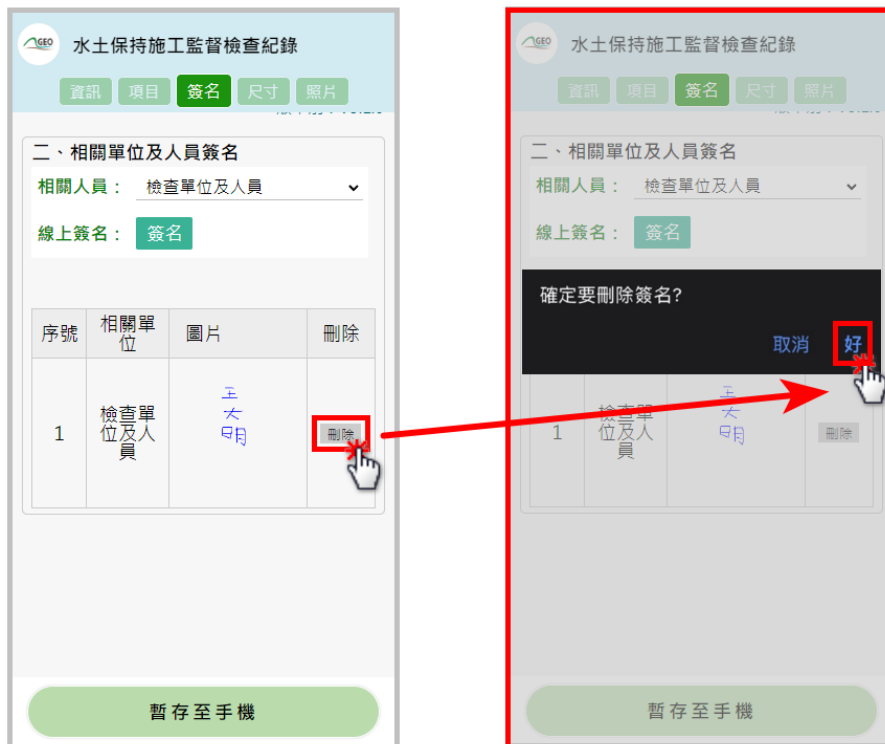 GEO 水土保持施工監督檢查紀錄
資訊 項目 簽名 尺寸 照片
二、相關單位及人員簽名
相關人員： 檢查單位及人員
線上簽名： 簽名
序號 相關單位 圖片 刪除
1 檢查單位及人員 王大明 刪除
暫存至手機
GEO 水土保持施工監督檢查紀錄
資訊 項目 簽名 尺寸 照片
二、相關單位及人員簽名
相關人員： 檢查單位及人員
線上簽名： 簽名
確定要刪除簽名?
取消 好
1 檢查單位及人員 王大明 刪除
暫存至手機